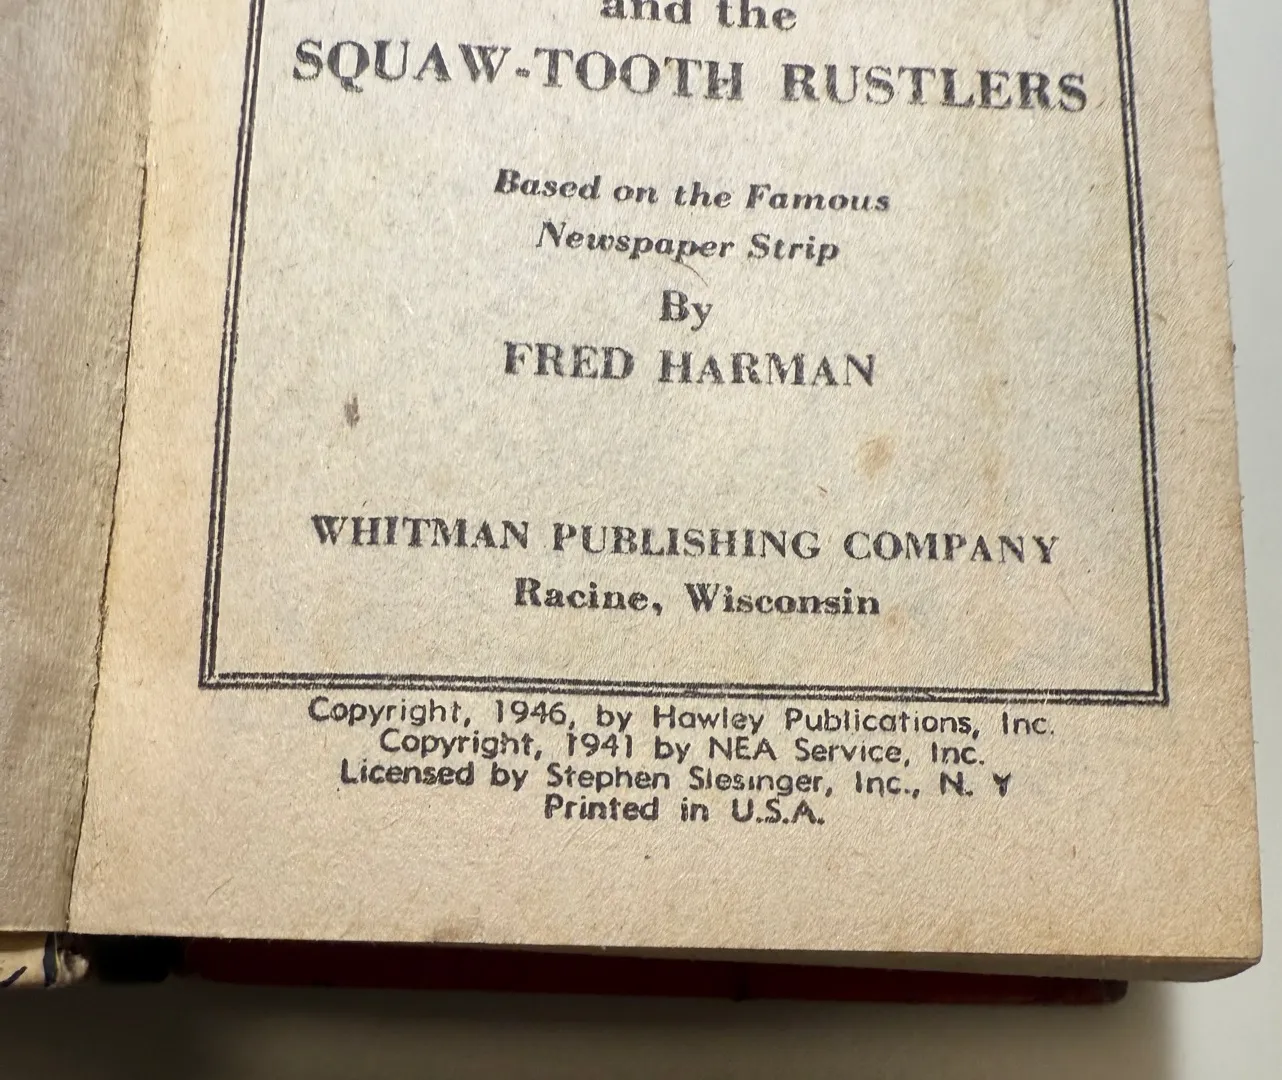 and the
SQUAW-TOOTH RUSTLERS
Based on the Famous
Newspaper Strip
By
FRED HARMAN
WHITMAN PUBLISHING COMPANY
Racine, Wisconsin
Copyright, 1946, by Hawley Publications, Inc.
Copyright, 1941 by NEA Service, Inc.
Licensed by Stephen Slesinger, Inc., N. Y
Printed in U.S.A.